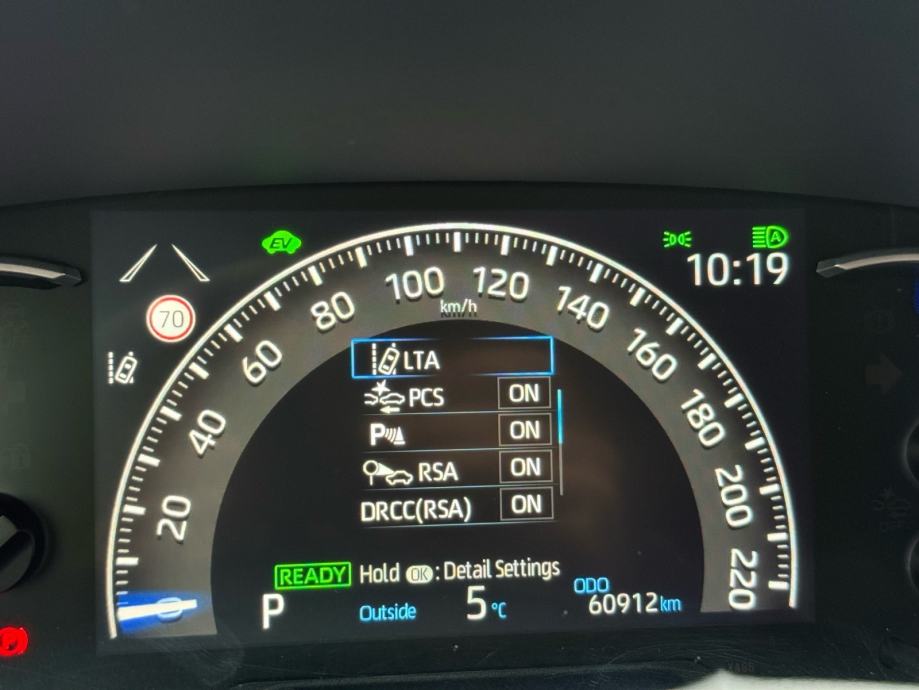 EV
A
10:19
70
km/h
0
20
40
60
80
100
120
140
160
180
200
220
LTA
PCS ON
P ON
RSA ON
DRCC(RSA) ON
READY Hold OK : Detail Settings
P Outside 5 °C ODO 60912 km
P